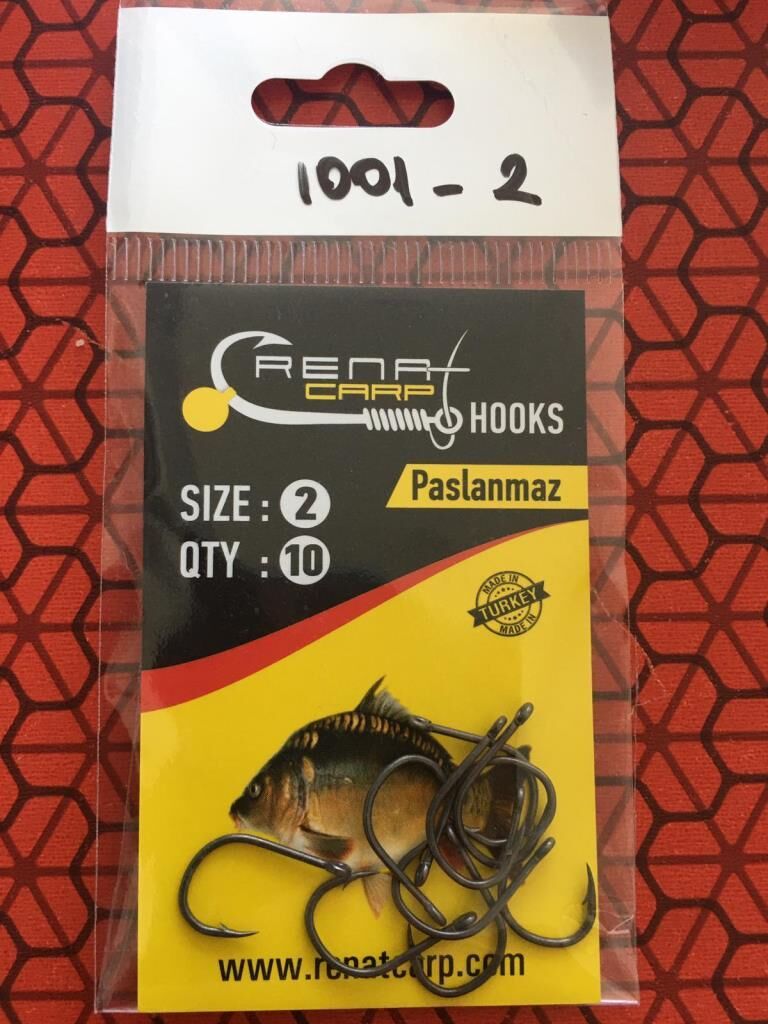 1001-2
RENAT
CARP
HOOKS
Paslanmaz
SIZE : 2
QTY : 10
MADE IN
TURKEY
MADE IN
www.renatcarp.com